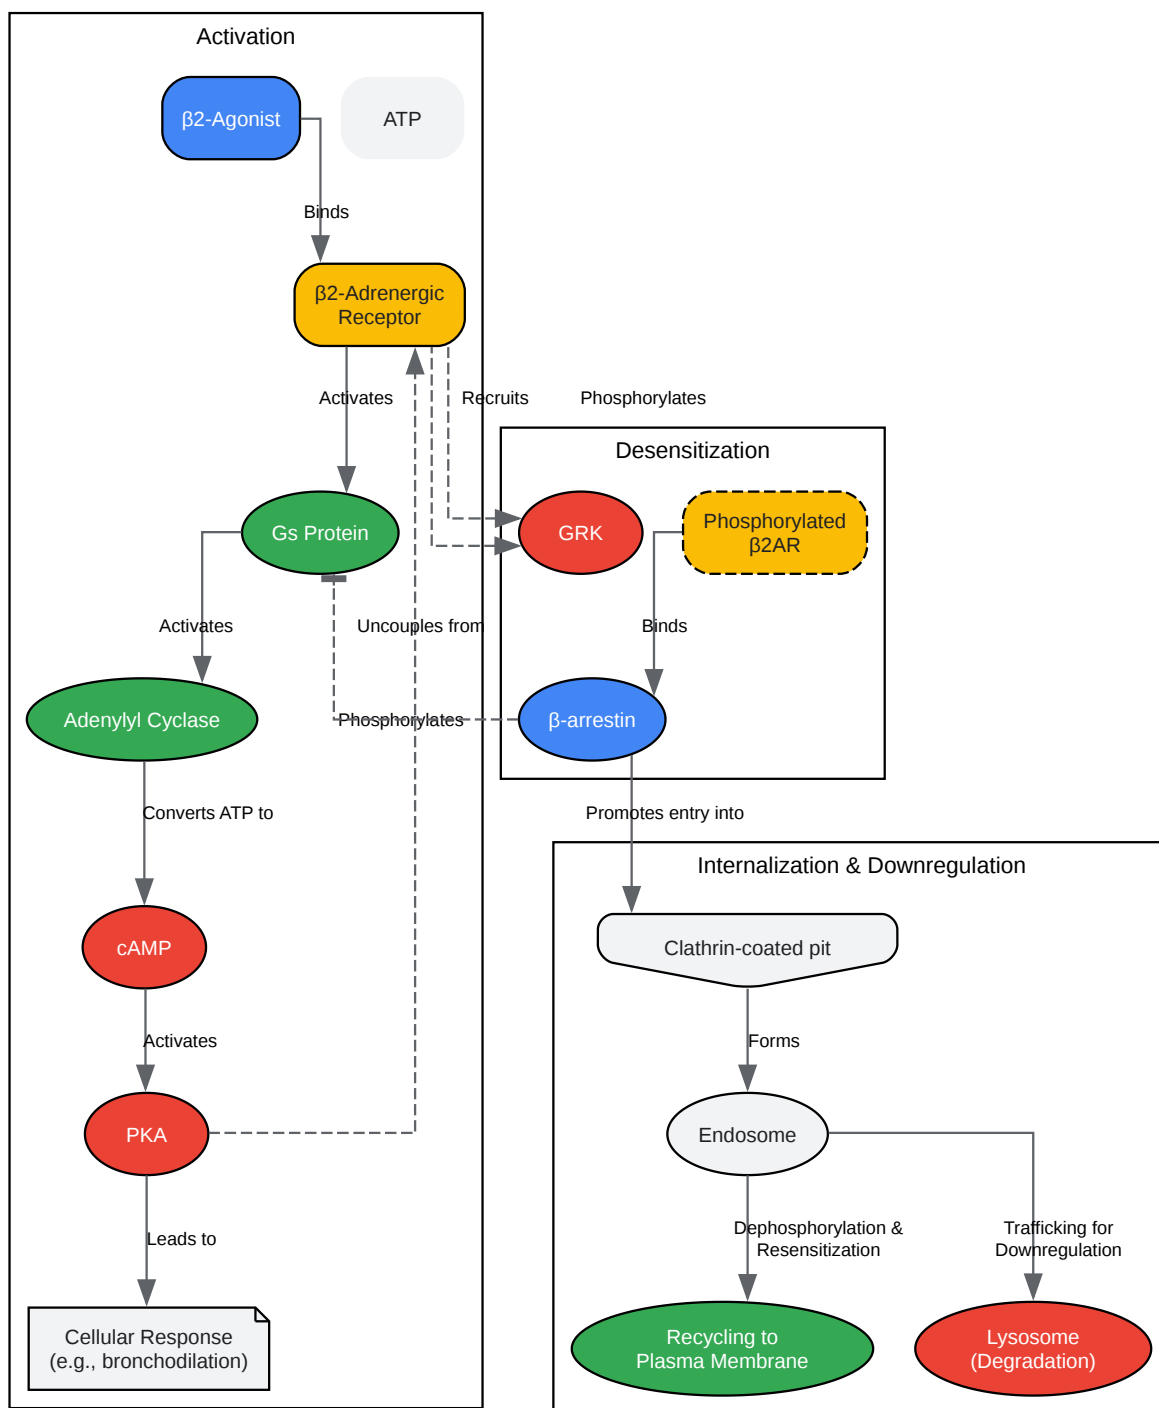 Activation
β2-Agonist
ATP
Binds
β2-Adrenergic
Receptor
Activates
Recruits
Phosphorylates
Desensitization
Gs Protein
GRK
Phosphorylated
β2AR
Activates
Uncouples from
Binds
Adenylyl Cyclase
Phosphorylates
β-arrestin
Converts ATP to
Promotes entry into
Internalization & Downregulation
cAMP
Clathrin-coated pit
Activates
Forms
PKA
Endosome
Leads to
Dephosphorylation &
Resensitization
Trafficking for
Downregulation
Cellular Response
(e.g., bronchodilation)
Recycling to
Plasma Membrane
Lysosome
(Degradation)